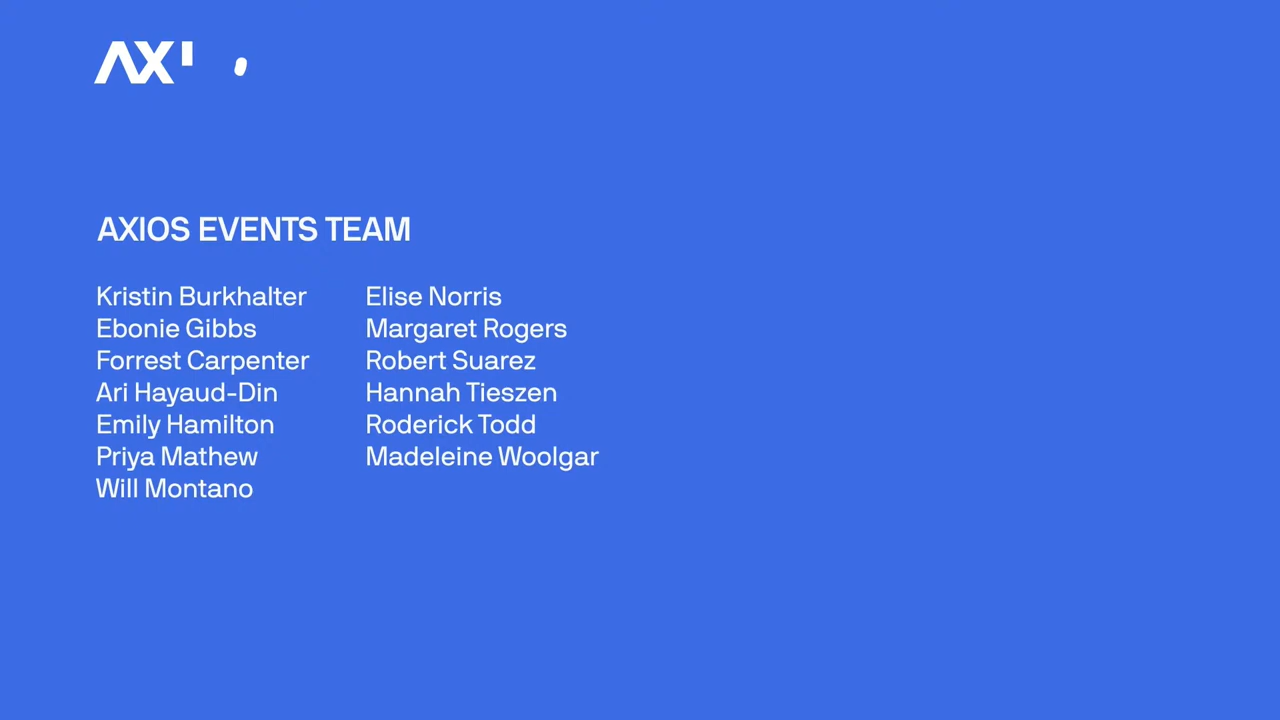 AXI
AXIOS EVENTS TEAM
Kristin Burkhalter
Ebonie Gibbs
Forrest Carpenter
Ari Hayaud-Din
Emily Hamilton
Priya Mathew
Will Montano
Elise Norris
Margaret Rogers
Robert Suarez
Hannah Tieszen
Roderick Todd
Madeleine Woolgar